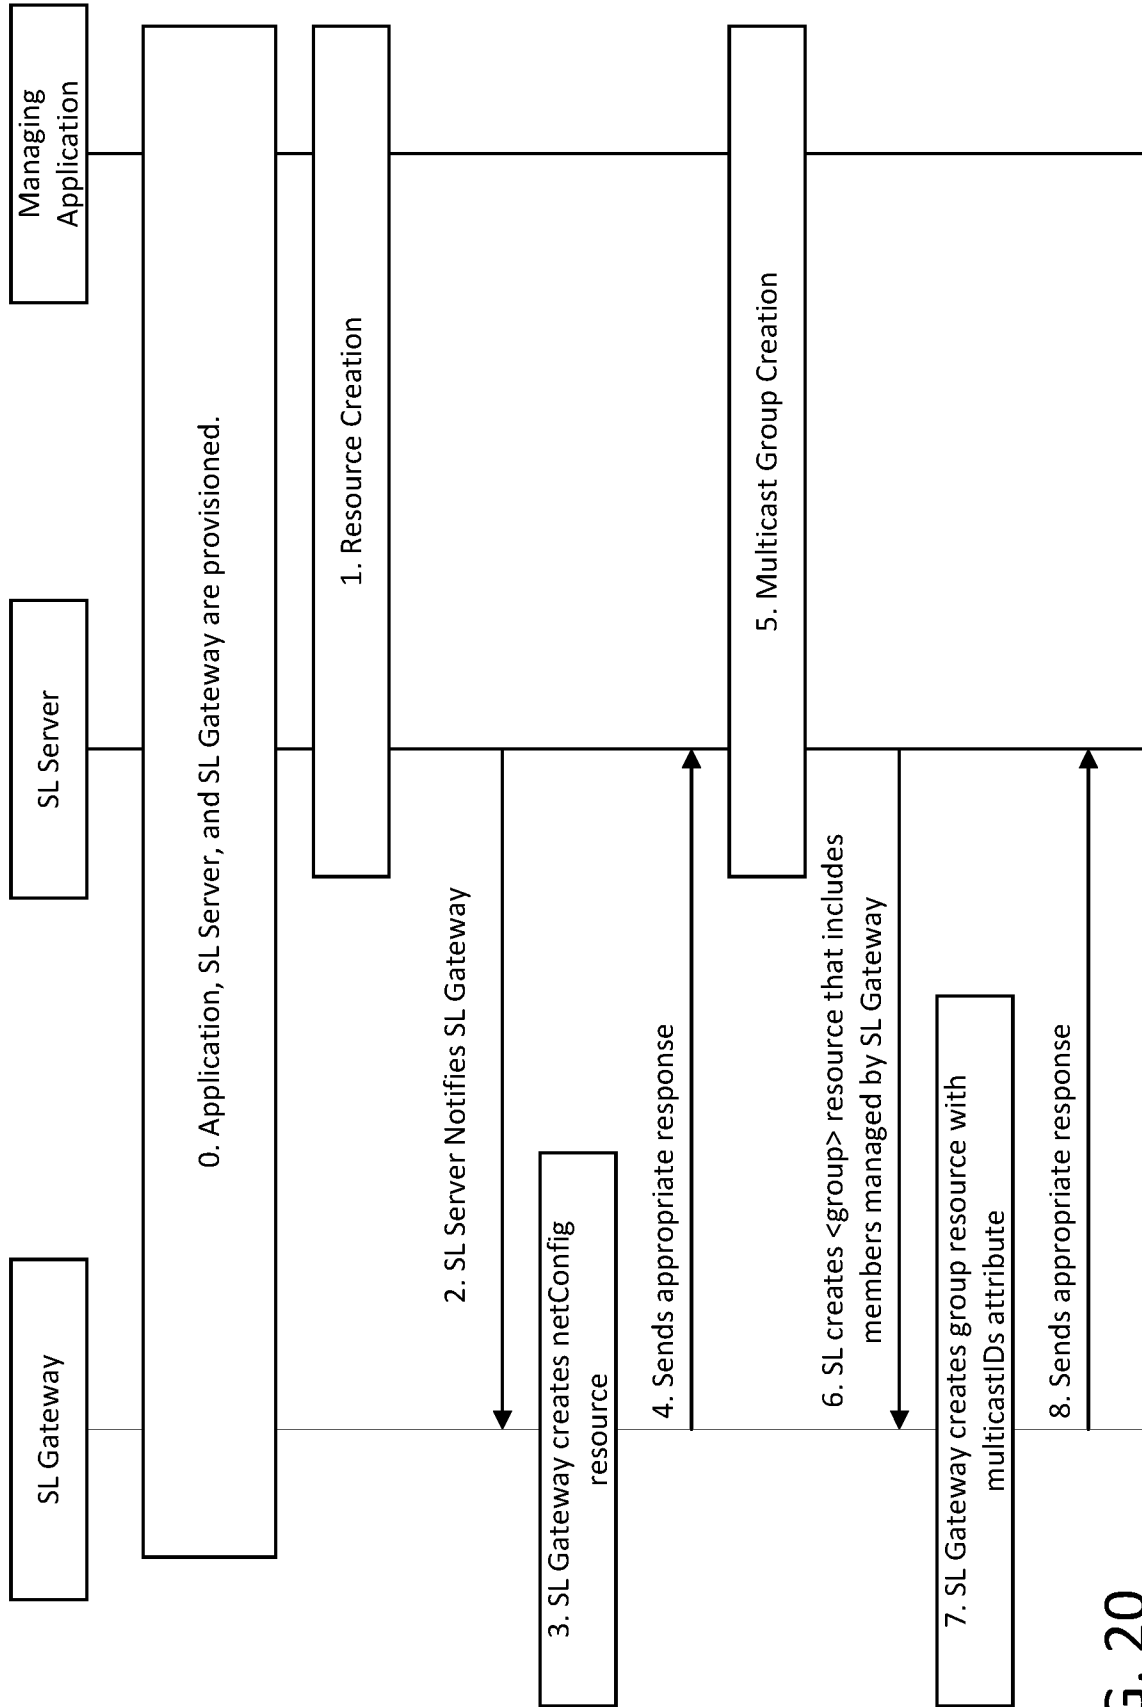 SL Gateway
SL Server
Managing
Application
0. Application, SL Server, and SL Gateway are provisioned.
1. Resource Creation
2. SL Server Notifies SL Gateway
3. SL Gateway creates netConfig
resource
4. Sends appropriate response
5. Multicast Group Creation
6. SL creates <group> resource that includes
members managed by SL Gateway
7. SL Gateway creates group resource with
multicastIDs attribute
8. Sends appropriate response
G. 20